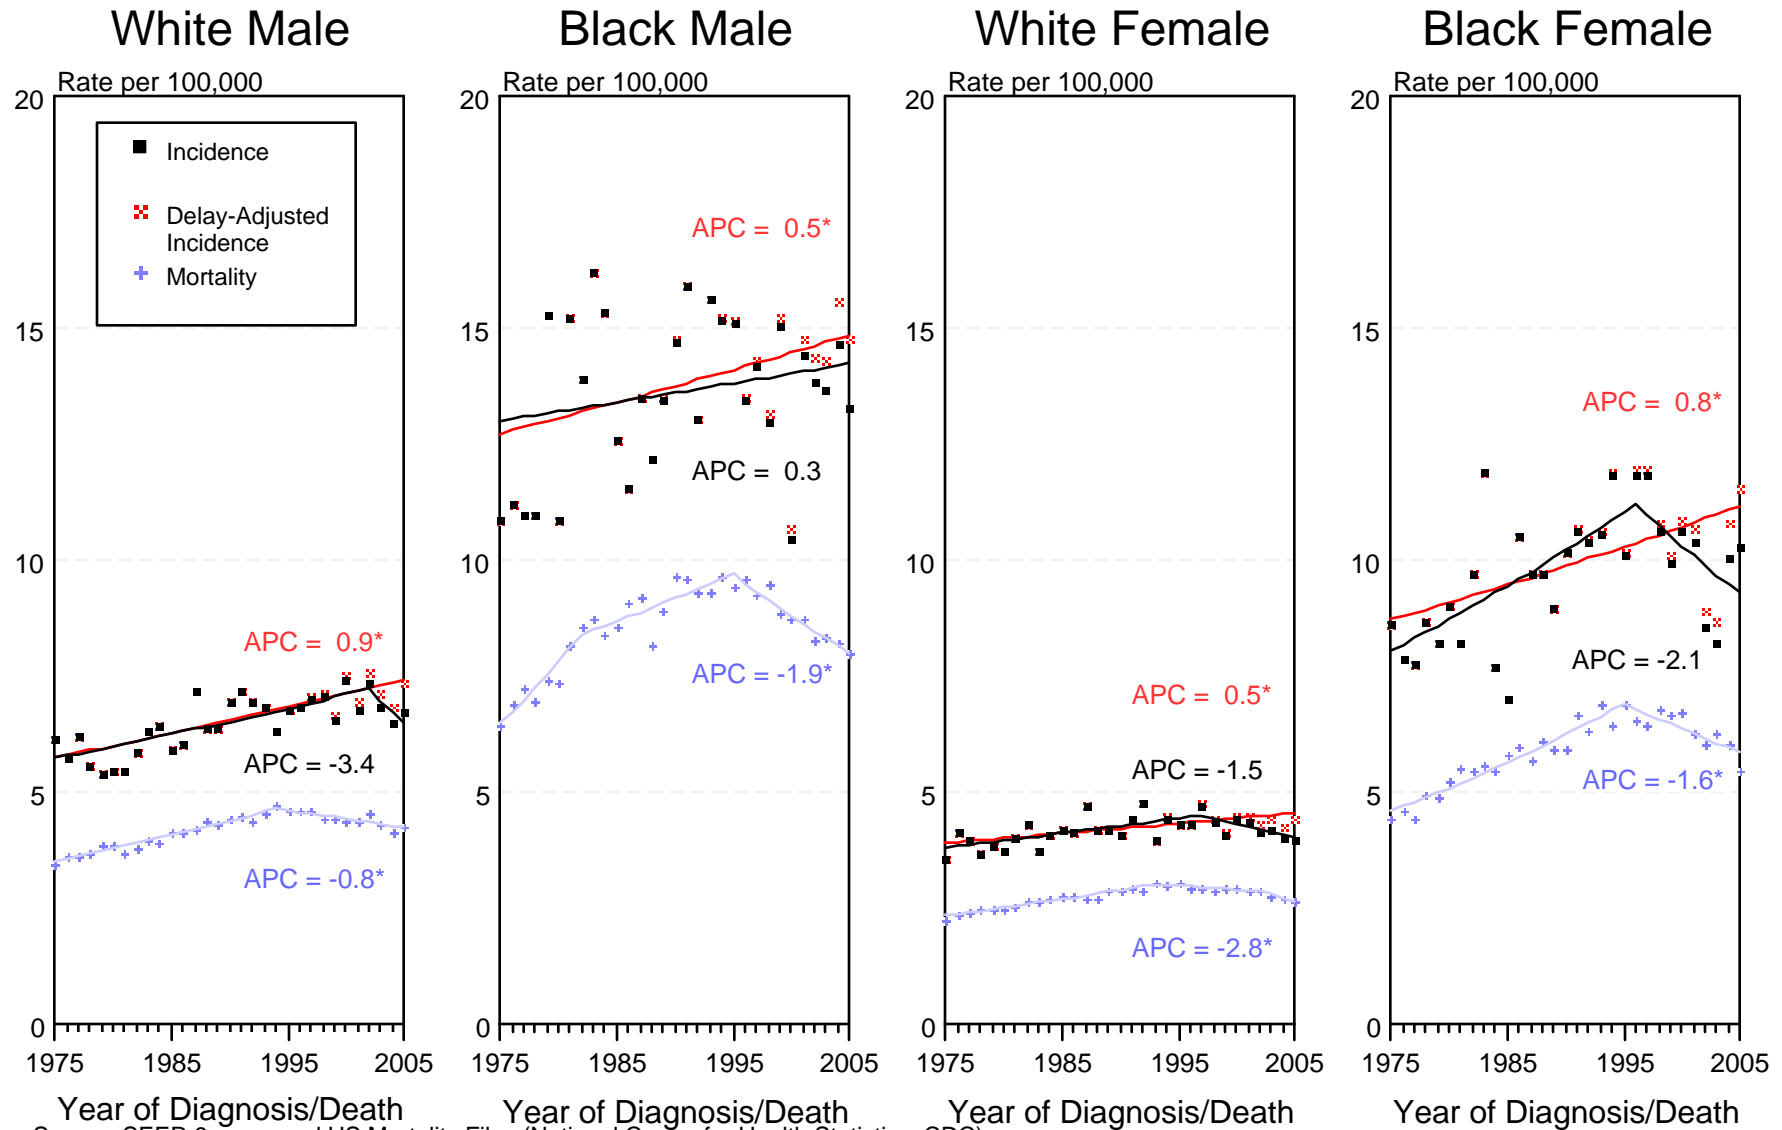 White Male
Black Male
White Female
Black Female
Rate per 100,000
Rate per 100,000
Rate per 100,000
Rate per 100,000
20
15
10
5
0
Incidence
Delay-Adjusted
Incidence
Mortality
APC = 0.9*
APC = -3.4
APC = -0.8*
1975
1985
1995
2005
Year of Diagnosis/Death
20
15
10
5
0
APC = 0.5*
APC = 0.3
APC = -1.9*
1975
1985
1995
2005
Year of Diagnosis/Death
20
15
10
5
0
APC = 0.5*
APC = -1.5
APC = -2.8*
1975
1985
1995
2005
Year of Diagnosis/Death
20
15
10
5
0
APC = 0.8*
APC = -2.1
APC = -1.6*
1975
1985
1995
2005
Year of Diagnosis/Death